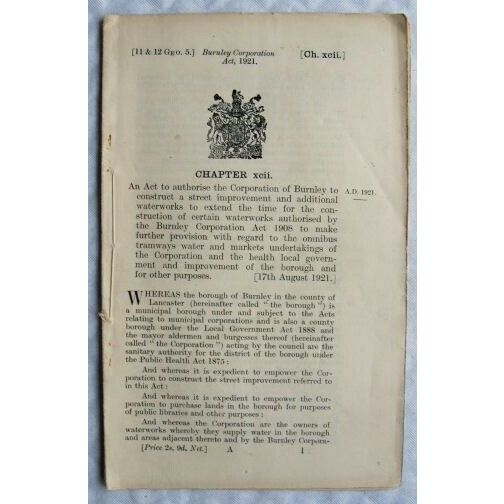 [11 & 12 GEO. 5.] Burnley Corporation [Ch. xcii.]
Act, 1921.
CHAPTER xcii.
An Act to authorise the Corporation of Burnley to A.D. 1921.
construct a street improvement and additional
waterworks to extend the time for the con-
struction of certain waterworks authorised by
the Burnley Corporation Act 1908 to make
further provision with regard to the omnibus
tramways water and markets undertakings of
the Corporation and the health local govern-
ment and improvement of the borough and
for other purposes. [17th August 1921.]
WHEREAS the borough of Burnley in the county of
Lancaster (hereinafter called "the borough") is
a municipal borough under and subject to the Acts
relating to municipal corporations and is also a county
borough under the Local Government Act 1888 and
the mayor aldermen and burgesses thereof (hereinafter
called "the Corporation") acting by the council are the
sanitary authority for the district of the borough under
the Public Health Act 1875:
And whereas it is expedient to empower the Cor-
poration to construct the street improvement referred to
in this Act:
And whereas it is expedient to empower the Cor-
poration to purchase lands in the borough for purposes
of public libraries and other purposes:
And whereas the Corporation are the owners of
waterworks whereby they supply water in the borough
and areas adjacent thereto and by the Burnley Corpora-
[Price 2s. 9d. Net.] A 1